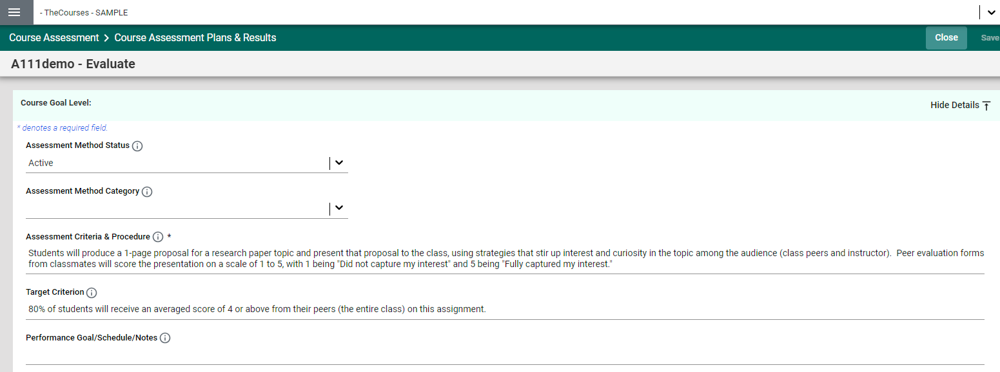 - TheCourses - SAMPLE
Course Assessment > Course Assessment Plans & Results
Close
Save
A111demo - Evaluate
Course Goal Level:
Hide Details
* denotes a required field.
Assessment Method Status
Active
Assessment Method Category
Assessment Criteria & Procedure *
Students will produce a 1-page proposal for a research paper topic and present that proposal to the class, using strategies that stir up interest and curiosity in the topic among the audience (class peers and instructor).  Peer evaluation forms
from classmates will score the presentation on a scale of 1 to 5, with 1 being "Did not capture my interest" and 5 being "Fully captured my interest."
Target Criterion
80% of students will receive an averaged score of 4 or above from their peers (the entire class) on this assignment.
Performance Goal/Schedule/Notes